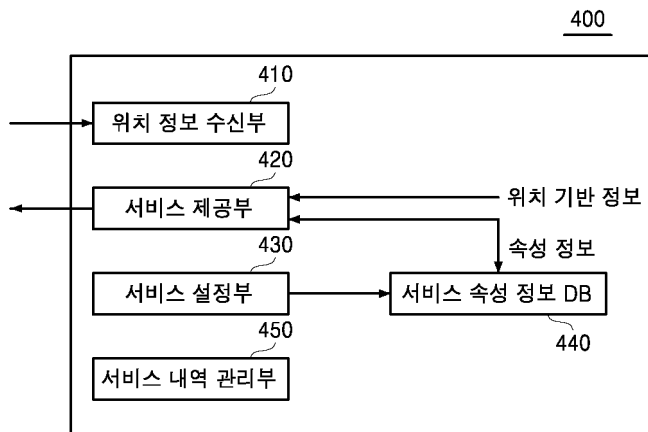 400
410
위치 정보 수신부
420
서비스 제공부
위치 기반 정보
속성 정보
430
서비스 설정부
서비스 속성 정보 DB
440
450
서비스 내역 관리부